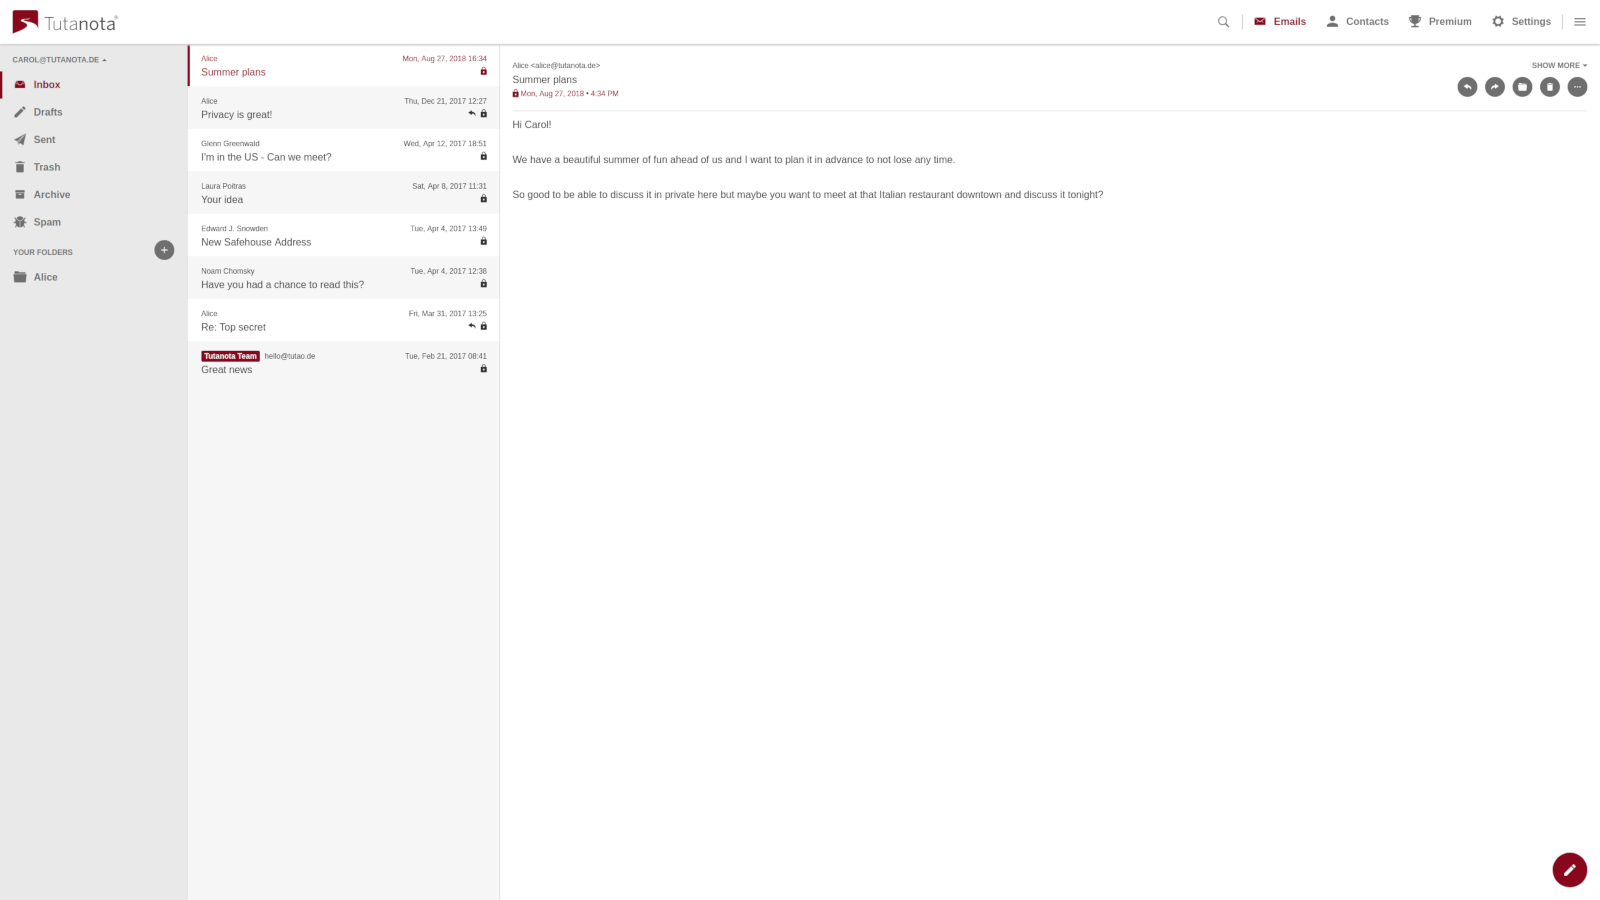 Tutanota®
Emails
Contacts
Premium
Settings
CAROL@TUTANOTA.DE
Inbox
Drafts
Sent
Trash
Archive
Spam
YOUR FOLDERS
Alice
Alice Mon, Aug 27, 2018 16:34
Summer plans
Alice Thu, Dec 21, 2017 12:27
Privacy is great!
Glenn Greenwald Wed, Apr 12, 2017 18:51
I'm in the US - Can we meet?
Laura Poitras Sat, Apr 8, 2017 11:31
Your idea
Edward J. Snowden Tue, Apr 4, 2017 13:49
New Safehouse Address
Noam Chomsky Tue, Apr 4, 2017 12:38
Have you had a chance to read this?
Alice Fri, Mar 31, 2017 13:25
Re: Top secret
Tutanota Team hello@tutao.de Tue, Feb 21, 2017 08:41
Great news
Alice <alice@tutanota.de> SHOW MORE
Summer plans
Mon, Aug 27, 2018 • 4:34 PM
Hi Carol!
We have a beautiful summer of fun ahead of us and I want to plan it in advance to not lose any time.
So good to be able to discuss it in private here but maybe you want to meet at that Italian restaurant downtown and discuss it tonight?